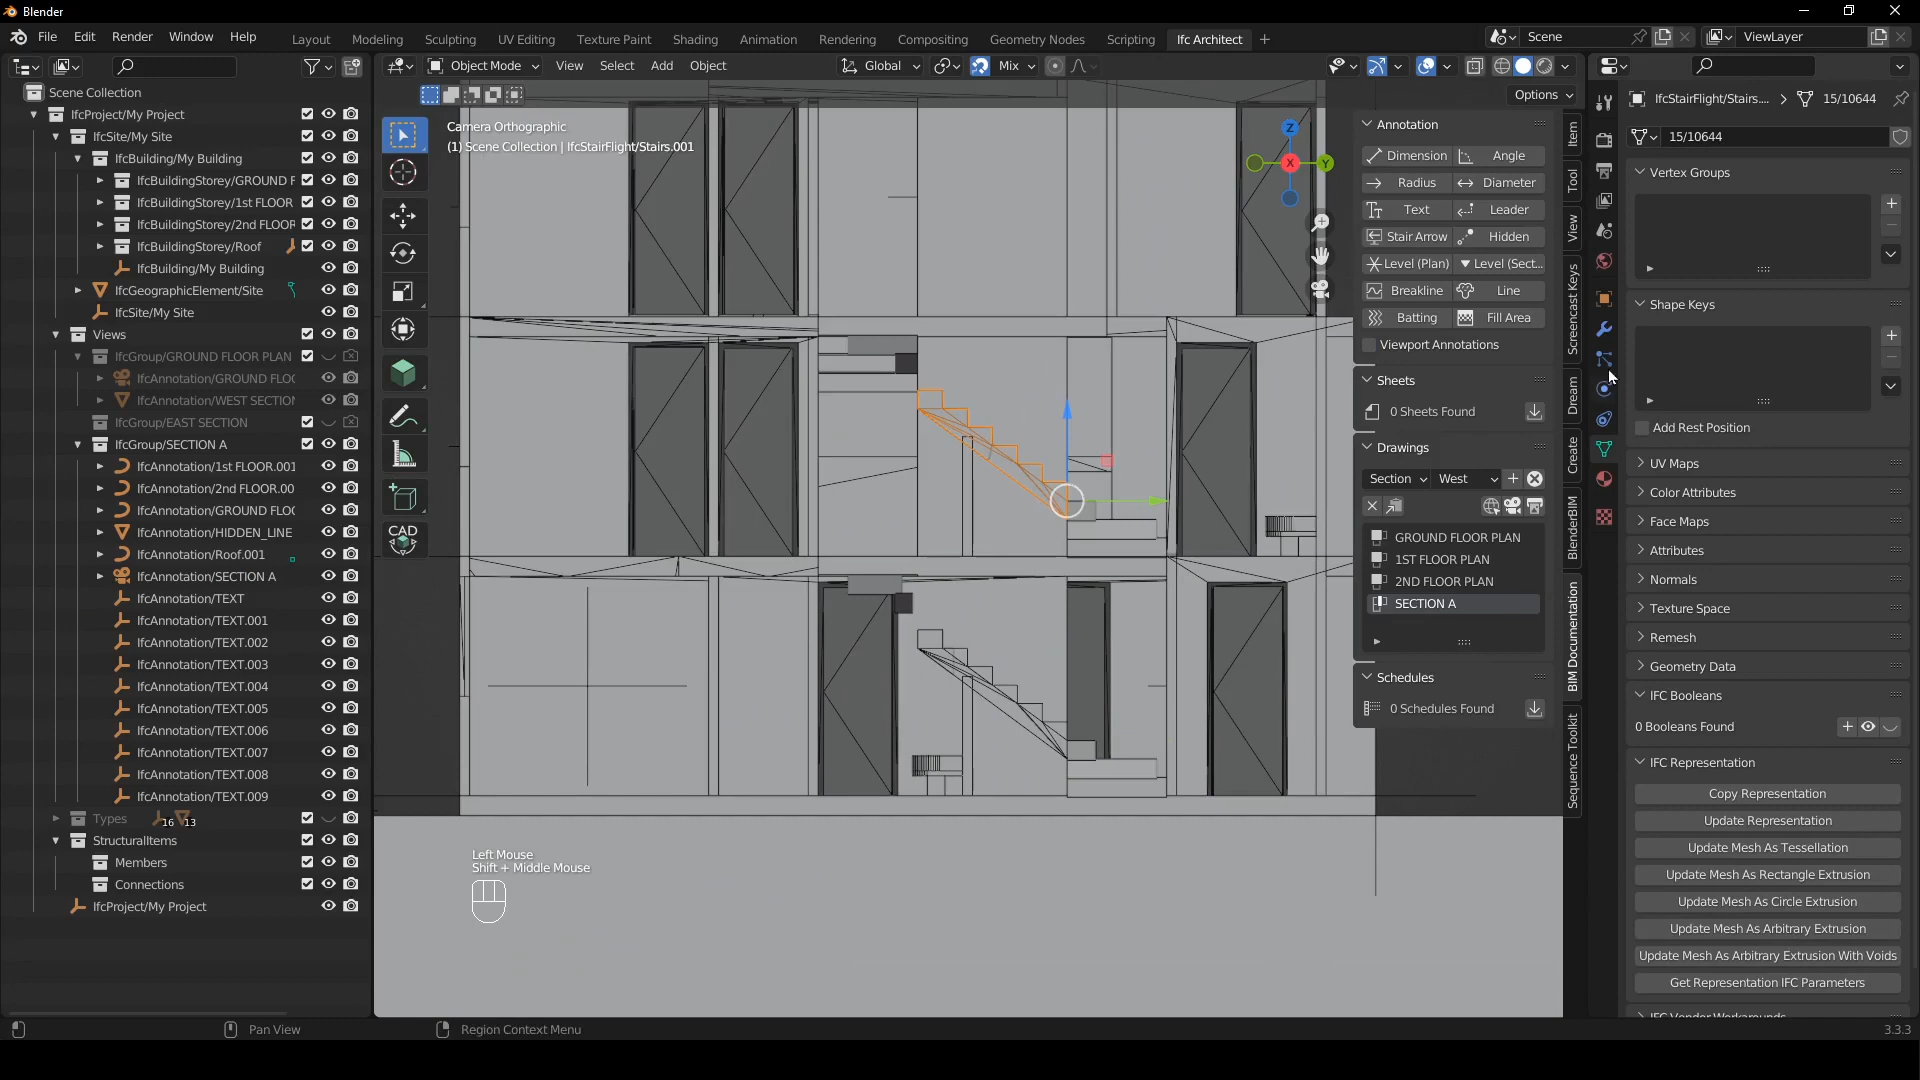 Blender
File Edit Render Window Help
Layout Modeling Sculpting UV Editing Texture Paint Shading Animation Rendering Compositing Geometry Nodes Scripting Ifc Architect
Scene
ViewLayer
Object Mode View Select Add Object
Global
Mix
Options
Scene Collection
IfcProject/My Project
IfcSite/My Site
IfcBuilding/My Building
IfcBuildingStorey/GROUND F
IfcBuildingStorey/1st FLOOR
IfcBuildingStorey/2nd FLOOR
IfcBuildingStorey/Roof
IfcBuilding/My Building
IfcGeographicElement/Site
IfcSite/My Site
Views
IfcGroup/GROUND FLOOR PLAN
IfcAnnotation/GROUND FLOO
IfcAnnotation/WEST SECTION
IfcGroup/EAST SECTION
IfcGroup/SECTION A
IfcAnnotation/1st FLOOR.001
IfcAnnotation/2nd FLOOR.00
IfcAnnotation/GROUND FLOO
IfcAnnotation/HIDDEN_LINE
IfcAnnotation/Roof.001
IfcAnnotation/SECTION A
IfcAnnotation/TEXT
IfcAnnotation/TEXT.001
IfcAnnotation/TEXT.002
IfcAnnotation/TEXT.003
IfcAnnotation/TEXT.004
IfcAnnotation/TEXT.005
IfcAnnotation/TEXT.006
IfcAnnotation/TEXT.007
IfcAnnotation/TEXT.008
IfcAnnotation/TEXT.009
Types 16 13
StructuralItems
Members
Connections
IfcProject/My Project
CAD
Camera Orthographic
(1) Scene Collection | IfcStairFlight/Stairs.001
Z
X
Y
Left Mouse
Shift + Middle Mouse
Annotation
Dimension Angle
Radius Diameter
Text Leader
Stair Arrow Hidden
Level (Plan) Level (Sect...
Breakline Line
Batting Fill Area
Viewport Annotations
Sheets
0 Sheets Found
Drawings
Section West
GROUND FLOOR PLAN
1ST FLOOR PLAN
2ND FLOOR PLAN
SECTION A
Schedules
0 Schedules Found
Item
Tool
View
Screencast Keys
Dream
Create
BlenderBIM
BIM Documentation
Sequence Toolkit
IfcStairFlight/Stairs.... 15/10644
15/10644
Vertex Groups
Shape Keys
Add Rest Position
UV Maps
Color Attributes
Face Maps
Attributes
Normals
Texture Space
Remesh
Geometry Data
IFC Booleans
0 Booleans Found
IFC Representation
Copy Representation
Update Representation
Update Mesh As Tessellation
Update Mesh As Rectangle Extrusion
Update Mesh As Circle Extrusion
Update Mesh As Arbitrary Extrusion
Update Mesh As Arbitrary Extrusion With Voids
Get Representation IFC Parameters
IFC Vendor Workarounds
Pan View
Region Context Menu
3.3.3